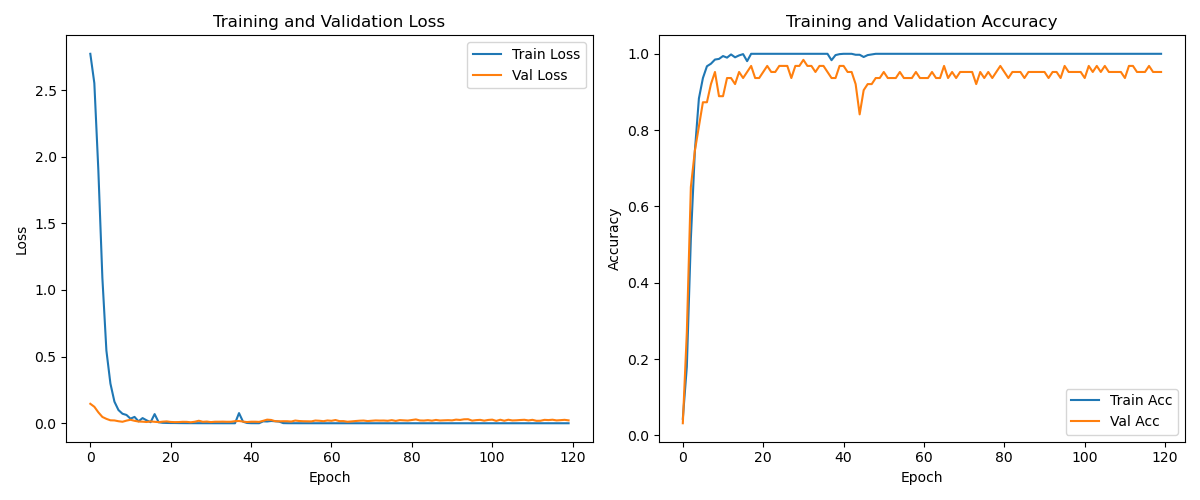 Training and Validation Loss
Train Loss
Val Loss
2.5
2.0
1.5
1.0
0.5
0.0
Loss
0 20 40 60 80 100 120
Epoch
Training and Validation Accuracy
1.0
0.8
0.6
0.4
0.2
0.0
Accuracy
Train Acc
Val Acc
0 20 40 60 80 100 120
Epoch